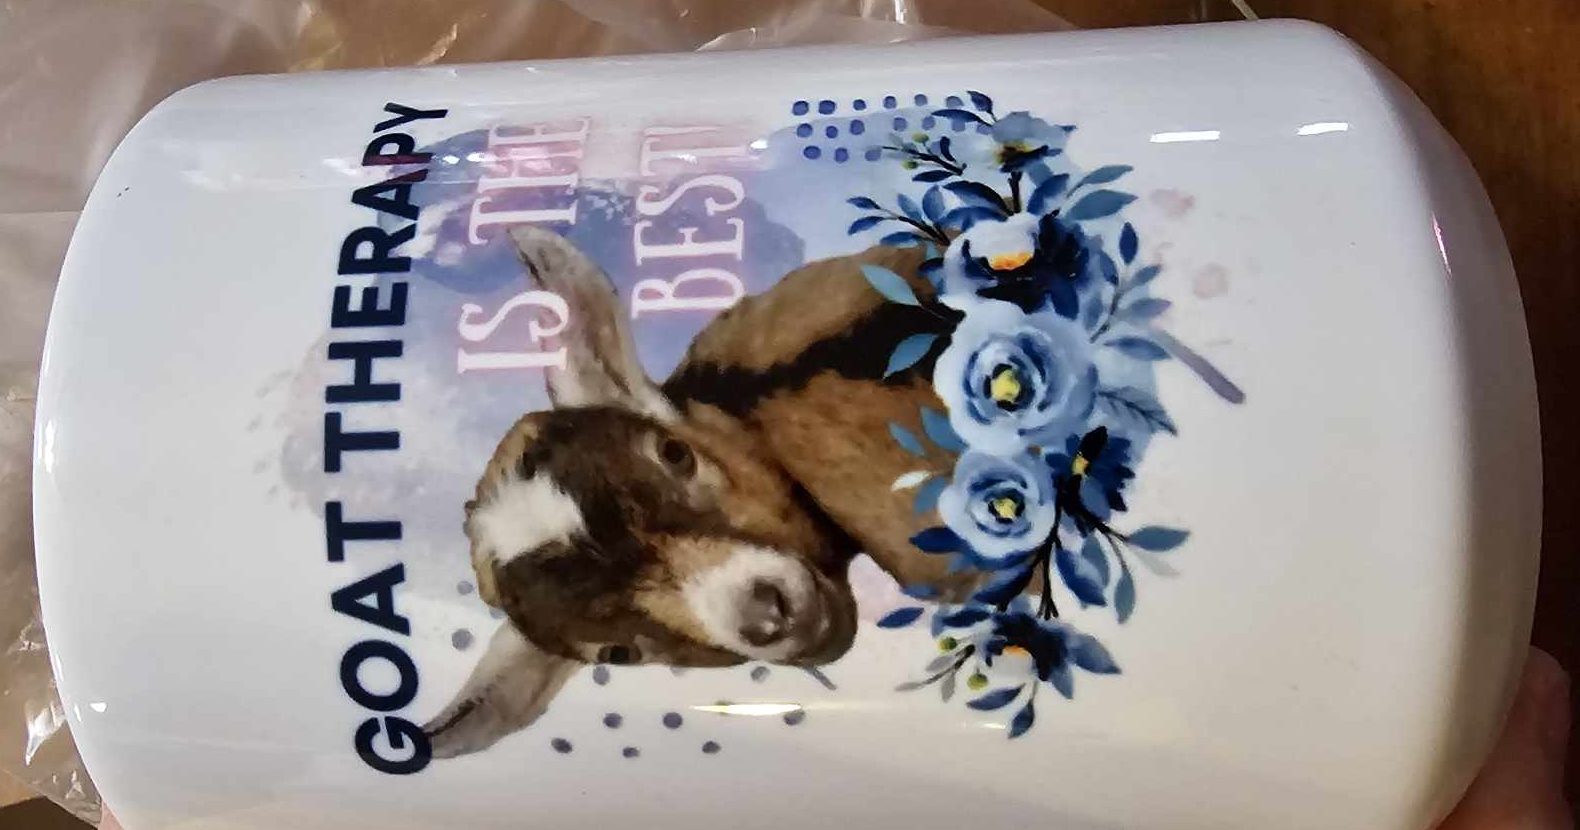 GOAT THERAPY
IS THE
BEST!